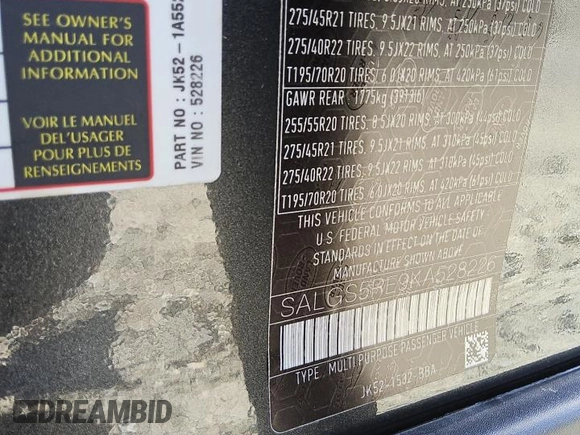 SEE OWNER'S
MANUAL FOR
ADDITIONAL
INFORMATION
VOIR LE MANUEL
DEL'USAGER
POUR PLUS DE
RENSEIGNEMENTS
PART NO : JK52 - 1A552
VIN NO : 528226
275/45R21 TIRES, 9.5JX21 RIMS AT 250kPa (37psi) COLD
275/40R22 TIRES, 9.5JX22 RIMS AT 250kPa (37psi) COLD
T195/70R20 TIRES, 6.0JX20 RIMS AT 420kPa (61psi) COLD
GAWR REAR 1775kg (3913lb)
255/55R20 TIRES, 8.5JX20 RIMS AT COLD
275/45R21 TIRES, 9.5JX21 RIMS AT 310kPa (45psi) COLD
275/40R22 TIRES, 9.5JX22 RIMS AT 310kPa (45psi) COLD
T195/70R20 TIRES, 6.0JX20 RIMS AT 420kPa (61psi) COLD
THIS VEHICLE CONFORMS TO ALL APPLICABLE
U.S. FEDERAL MOTOR VEHICLE SAFETY
STANDARDS IN EFFECT ON THE DATE OF
MANUFACTURE SHOWN ABOVE
SALGS5RE9KA528226
TYPE: MULTI PURPOSE PASSENGER VEHICLE
JK52-1532-BBA
DREAMBID